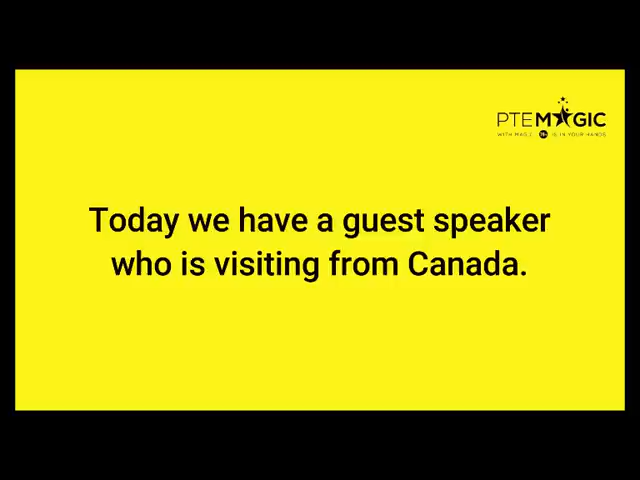 PTEMAGIC
Today we have a guest speaker
who is visiting from Canada.